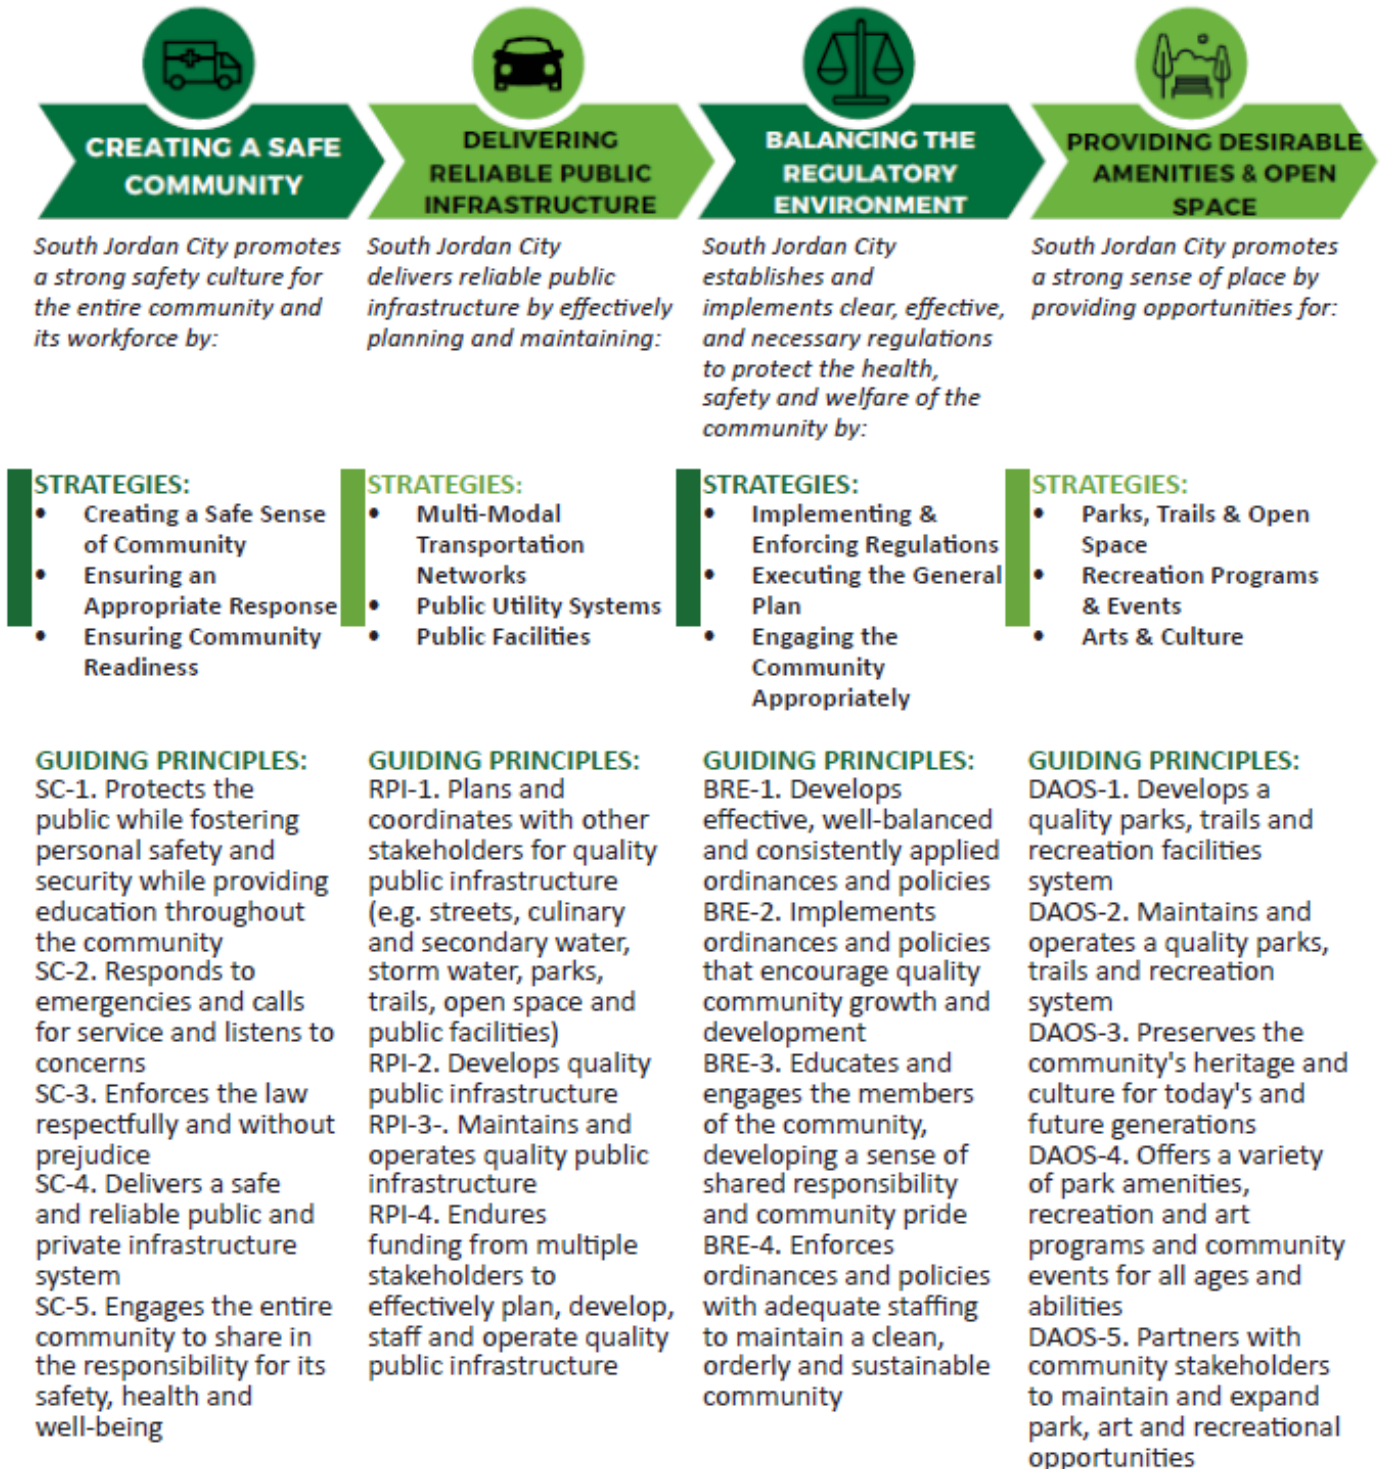 CREATING A SAFE
COMMUNITY
South Jordan City promotes
a strong safety culture for
the entire community and
its workforce by:
STRATEGIES:
• Creating a Safe Sense
of Community
• Ensuring an
Appropriate Response
• Ensuring Community
Readiness
GUIDING PRINCIPLES:
SC-1. Protects the
public while fostering
personal safety and
security while providing
education throughout
the community
SC-2. Responds to
emergencies and calls
for service and listens to
concerns
SC-3. Enforces the law
respectfully and without
prejudice
SC-4. Delivers a safe
and reliable public and
private infrastructure
system
SC-5. Engages the entire
community to share in
the responsibility for its
safety, health and
well-being
DELIVERING
RELIABLE PUBLIC
INFRASTRUCTURE
South Jordan City
delivers reliable public
infrastructure by effectively
planning and maintaining:
STRATEGIES:
• Multi-Modal
Transportation
Networks
• Public Utility Systems
• Public Facilities
GUIDING PRINCIPLES:
RPI-1. Plans and
coordinates with other
stakeholders for quality
public infrastructure
(e.g. streets, culinary
and secondary water,
storm water, parks,
trails, open space and
public facilities)
RPI-2. Develops quality
public infrastructure
RPI-3-. Maintains and
operates quality public
infrastructure
RPI-4. Endures
funding from multiple
stakeholders to
effectively plan, develop,
staff and operate quality
public infrastructure
BALANCING THE
REGULATORY
ENVIRONMENT
South Jordan City
establishes and
implements clear, effective,
and necessary regulations
to protect the health,
safety and welfare of the
community by:
STRATEGIES:
• Implementing &
Enforcing Regulations
• Executing the General
Plan
• Engaging the
Community
Appropriately
GUIDING PRINCIPLES:
BRE-1. Develops
effective, well-balanced
and consistently applied
ordinances and policies
BRE-2. Implements
ordinances and policies
that encourage quality
community growth and
development
BRE-3. Educates and
engages the members
of the community,
developing a sense of
shared responsibility
and community pride
BRE-4. Enforces
ordinances and policies
with adequate staffing
to maintain a clean,
orderly and sustainable
community
PROVIDING DESIRABLE
AMENITIES & OPEN
SPACE
South Jordan City promotes
a strong sense of place by
providing opportunities for:
STRATEGIES:
• Parks, Trails & Open
Space
• Recreation Programs
& Events
• Arts & Culture
GUIDING PRINCIPLES:
DAOS-1. Develops a
quality parks, trails and
recreation facilities
system
DAOS-2. Maintains and
operates a quality parks,
trails and recreation
system
DAOS-3. Preserves the
community's heritage and
culture for today's and
future generations
DAOS-4. Offers a variety
of park amenities,
recreation and art
programs and community
events for all ages and
abilities
DAOS-5. Partners with
community stakeholders
to maintain and expand
park, art and recreational
opportunities